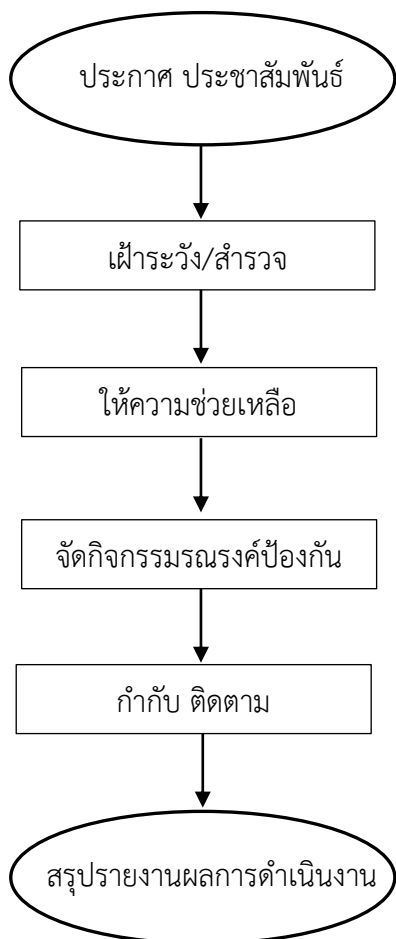 ประกาศ ประชาสัมพันธ์
เฝ้าระวัง/สำรวจ
ให้ความช่วยเหลือ
จัดกิจกรรมรณรงค์ป้องกัน
กำกับ ติดตาม
สรุปรายงานผลการดำเนินงาน